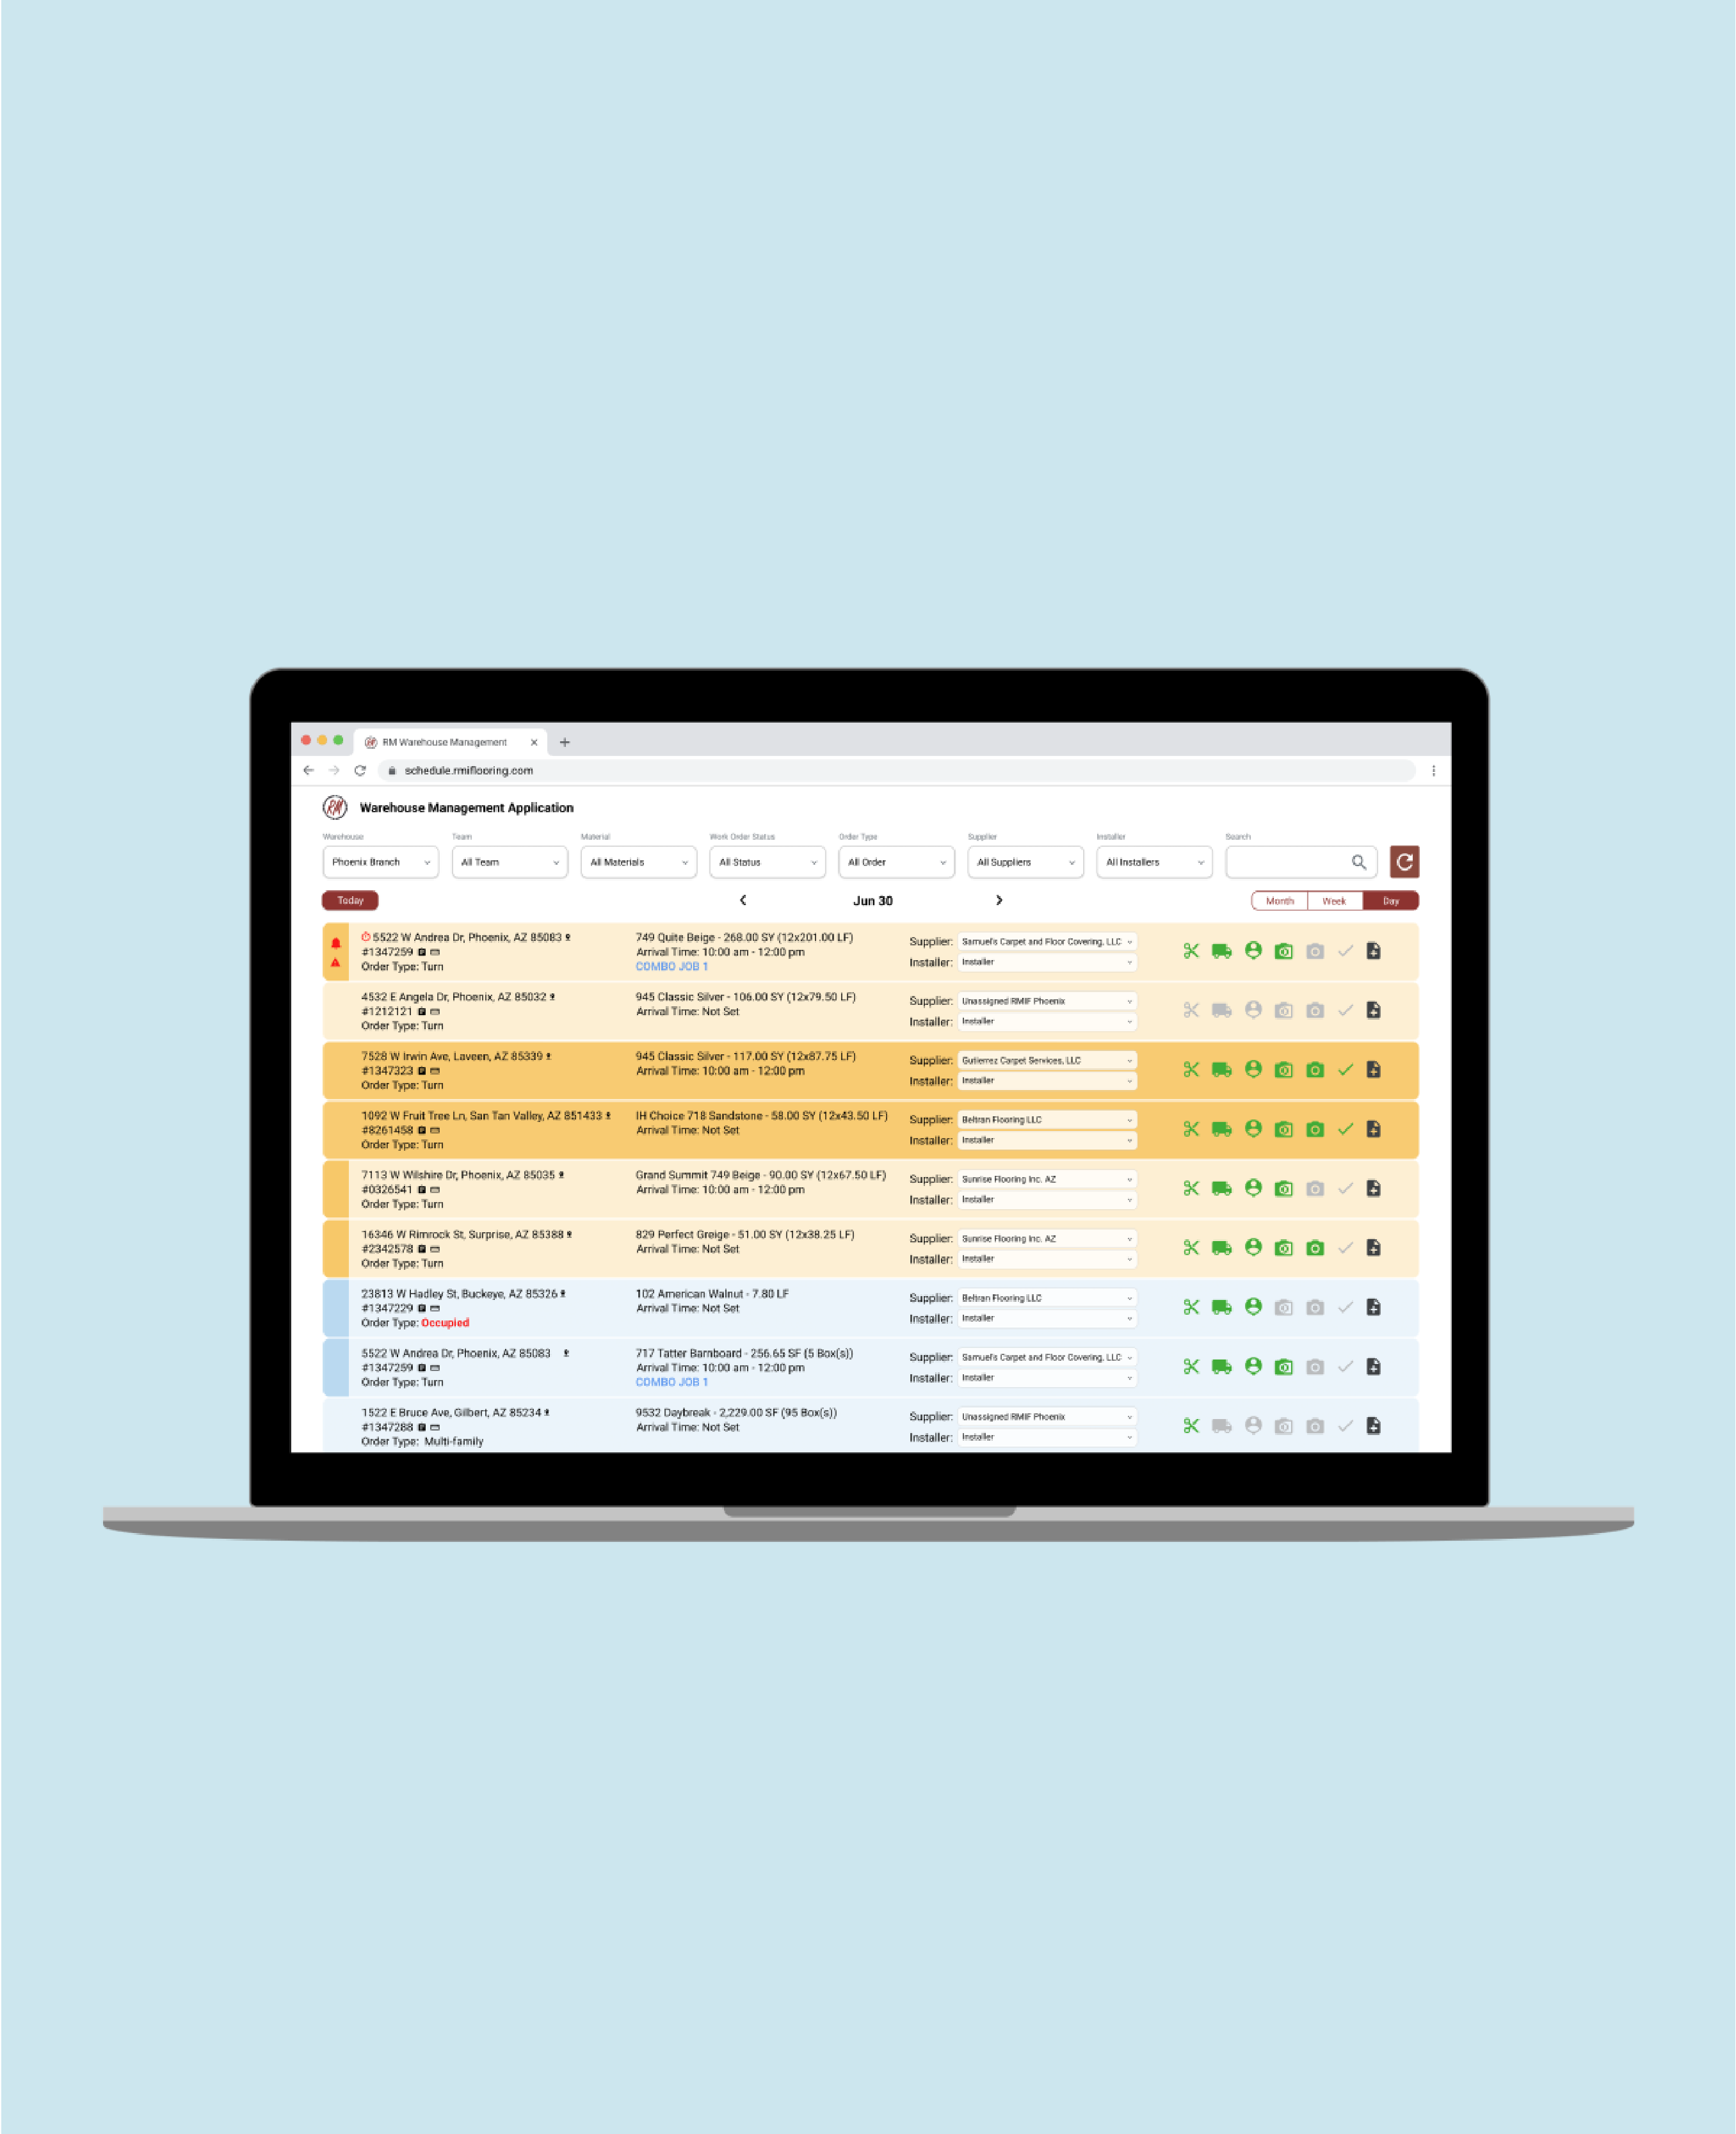 RM Warehouse Management
schedule.rmiflooring.com
RM Warehouse Management Application
Warehouse Team Material Work Order Status Order Type Supplier Installer Search
Phoenix Branch All Team All Materials All Status All Order All Suppliers All Installers
Today Jun 30 Month Week Day
5522 W Andrea Dr, Phoenix, AZ 85083 749 Quite Beige - 268.00 SY (12x201.00 LF) Supplier: Samuel's Carpet and Floor Covering, LLC
#1347259 Arrival Time: 10:00 am - 12:00 pm Installer: Installer
Order Type: Turn COMBO JOB 1
4532 E Angela Dr, Phoenix, AZ 85032 945 Classic Silver - 106.00 SY (12x79.50 LF) Supplier: Unassigned RMIF Phoenix
#1212121 Arrival Time: Not Set Installer: Installer
Order Type: Turn
7528 W Irwin Ave, Laveen, AZ 85339 945 Classic Silver - 117.00 SY (12x87.75 LF) Supplier: Gutierrez Carpet Services, LLC
#1347323 Arrival Time: 10:00 am - 12:00 pm Installer: Installer
Order Type: Turn
1092 W Fruit Tree Ln, San Tan Valley, AZ 851433 IH Choice 718 Sandstone - 58.00 SY (12x43.50 LF) Supplier: Beltran Flooring LLC
#8261458 Arrival Time: Not Set Installer: Installer
Order Type: Turn
7113 W Wilshire Dr, Phoenix, AZ 85035 Grand Summit 749 Beige - 90.00 SY (12x67.50 LF) Supplier: Sunrise Flooring Inc. AZ
#0326541 Arrival Time: 10:00 am - 12:00 pm Installer: Installer
Order Type: Turn
16346 W Rimrock St, Surprise, AZ 85388 829 Perfect Greige - 51.00 SY (12x38.25 LF) Supplier: Sunrise Flooring Inc. AZ
#2342578 Arrival Time: Not Set Installer: Installer
Order Type: Turn
23813 W Hadley St, Buckeye, AZ 85326 102 American Walnut - 7.80 LF Supplier: Beltran Flooring LLC
#1347229 Arrival Time: Not Set Installer: Installer
Order Type: Occupied
5522 W Andrea Dr, Phoenix, AZ 85083 717 Tatter Barnboard - 256.65 SF (5 Box(s)) Supplier: Samuel's Carpet and Floor Covering, LLC
#1347259 Arrival Time: 10:00 am - 12:00 pm Installer: Installer
Order Type: Turn COMBO JOB 1
1522 E Bruce Ave, Gilbert, AZ 85234 9532 Daybreak - 2,229.00 SF (95 Box(s)) Supplier: Unassigned RMIF Phoenix
#1347288 Arrival Time: Not Set Installer: Installer
Order Type: Multi-family